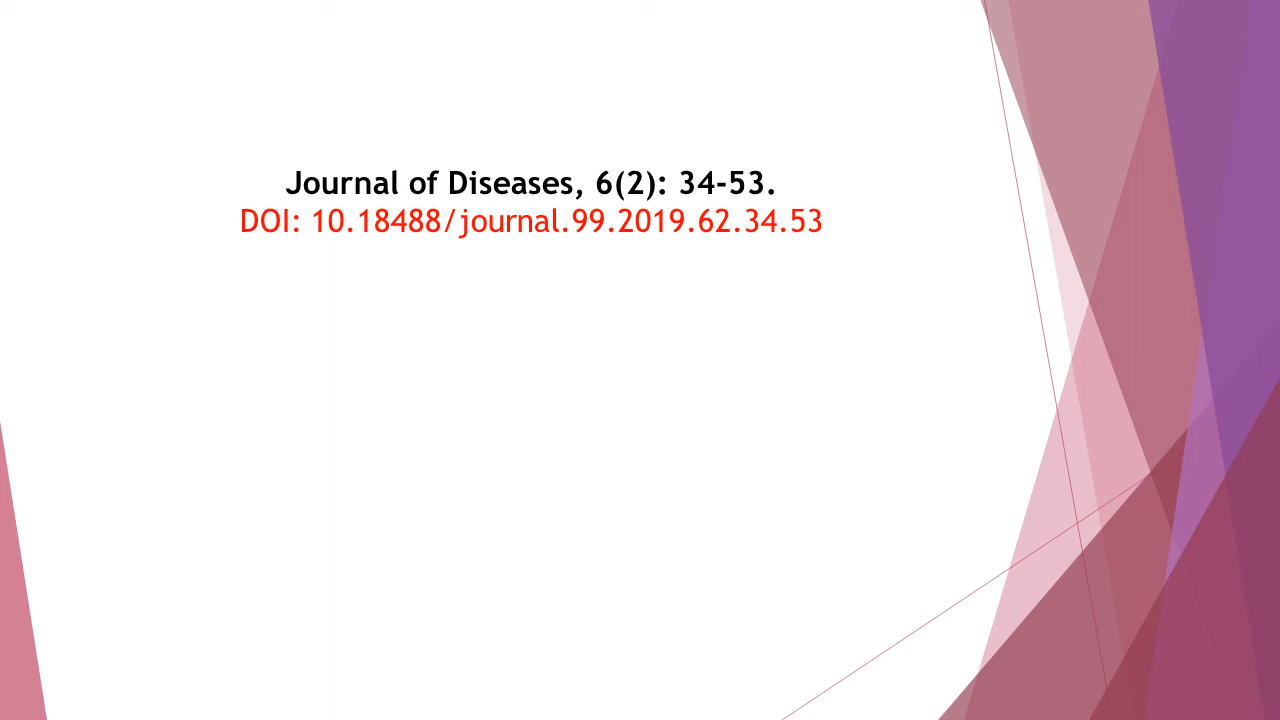 Journal of Diseases, 6(2): 34-53.
DOI: 10.18488/journal.99.2019.62.34.53